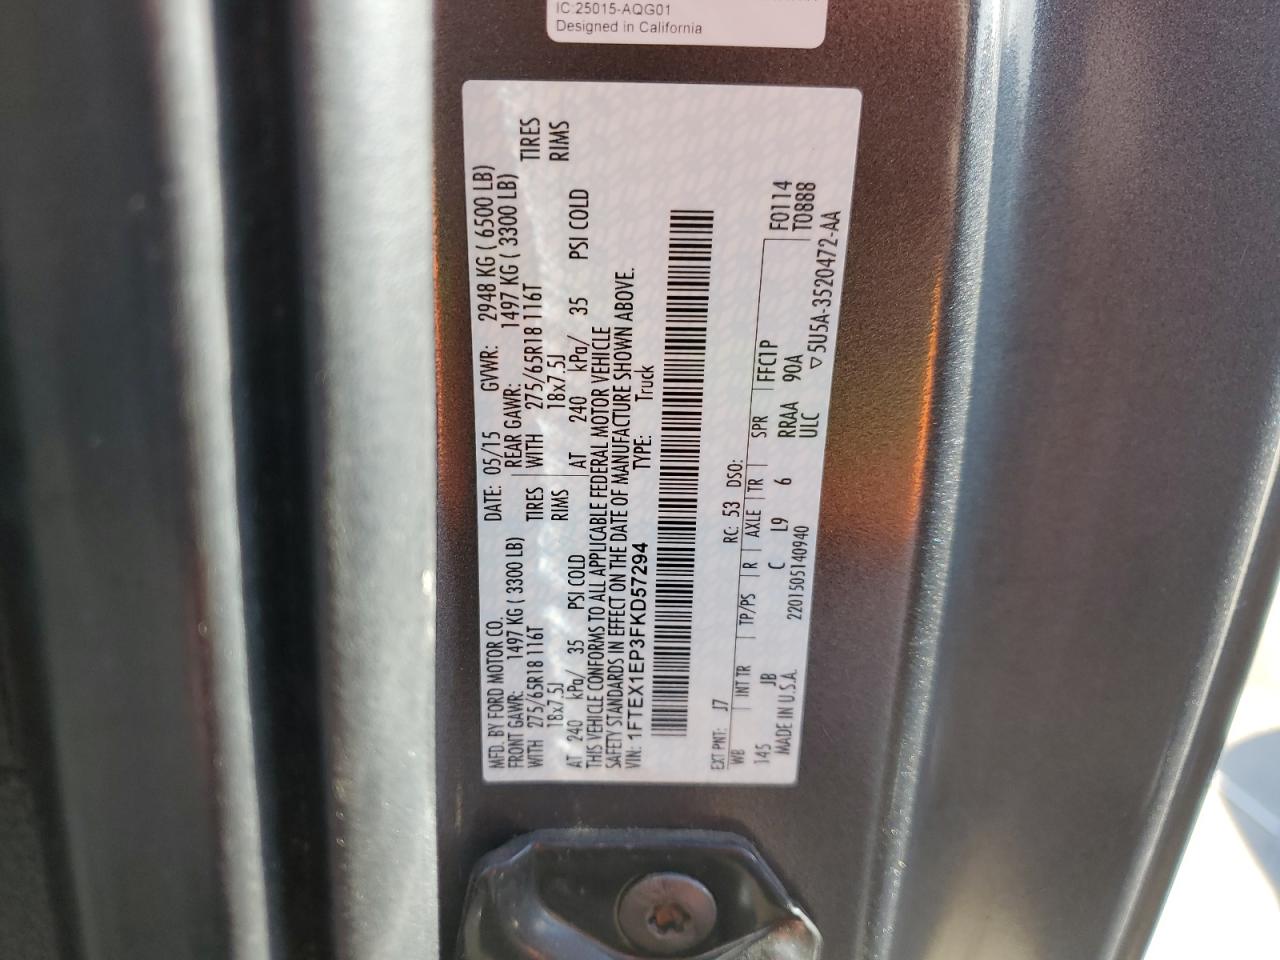 IC:25015-AQG01
Designed in California
MFD. BY FORD MOTOR CO.
DATE: 05/15 GVWR: 2948 KG ( 6500 LB)
FRONT GAWR: 1497 KG ( 3300 LB) REAR GAWR: 1497 KG ( 3300 LB)
WITH 275/65R18 116T TIRES WITH 275/65R18 116T TIRES
18x7.5J RIMS 18x7.5J RIMS
AT 240 kPa/ 35 PSI COLD AT 240 kPa/ 35 PSI COLD
THIS VEHICLE CONFORMS TO ALL APPLICABLE FEDERAL MOTOR VEHICLE
SAFETY STANDARDS IN EFFECT ON THE DATE OF MANUFACTURE SHOWN ABOVE.
VIN: 1FTEX1EP3FKD57294 TYPE: Truck
EXT PNT: J7 RC: 53 DSO:
WB INT TR TP/PS R AXLE TR SPR FFC1P F0114
145 JB C L9 6 RRAA 90A T0888
ULC
MADE IN U.S.A. 2201505140940 ▽5U5A-3520472-AA